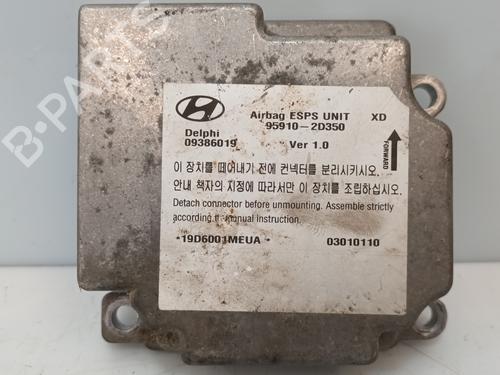 B-PARTS
Airbag ESPS UNIT XD
95910-2D350
Delphi
09386019 Ver 1.0
FORWARD
이 장치를 떼어내기 전에 컨넥터를 분리시키시오.
안내 책자의 지정에 따라서만 이 장치를 조립하십시오.
Detach connector before unmounting. Assemble strictly
according manual instruction.
*19D6001MEUA* 03010110